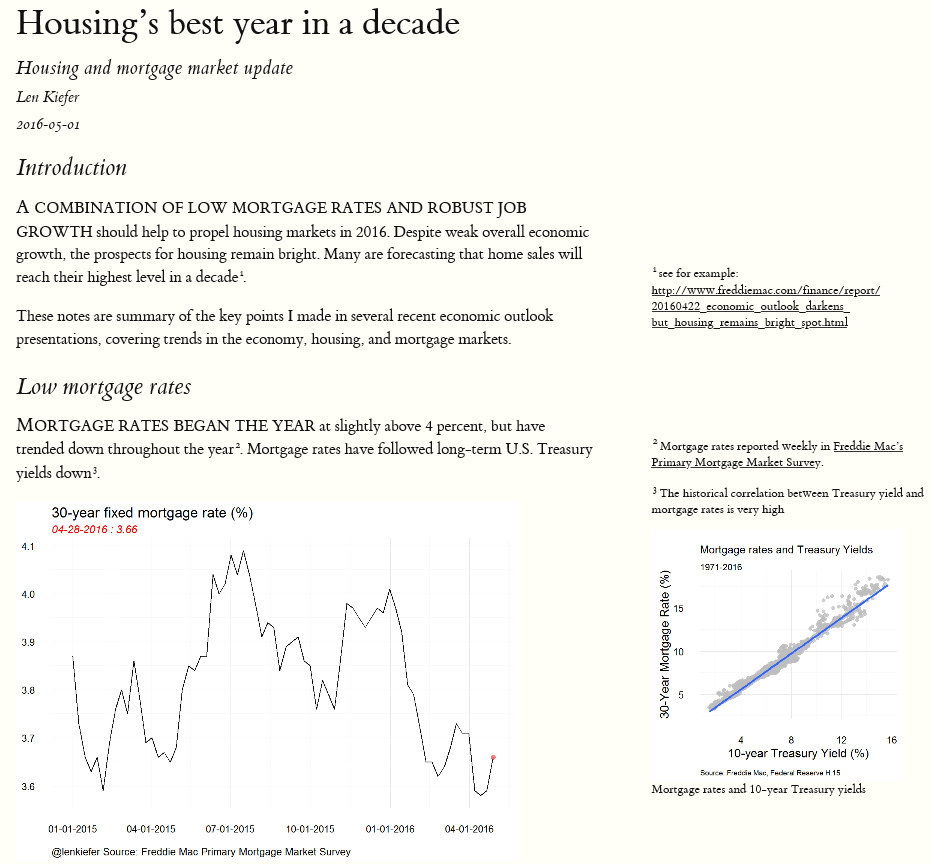 Housing’s best year in a decade
Housing and mortgage market update
Len Kiefer
2016-05-01
Introduction
A COMBINATION OF LOW MORTGAGE RATES AND ROBUST JOB
GROWTH should help to propel housing markets in 2016. Despite weak overall economic
growth, the prospects for housing remain bright. Many are forecasting that home sales will
reach their highest level in a decade¹.
¹ see for example:
http://www.freddiemac.com/finance/report/
20160422_economic_outlook_darkens_
but_housing_remains_bright_spot.html
These notes are summary of the key points I made in several recent economic outlook
presentations, covering trends in the economy, housing, and mortgage markets.
Low mortgage rates
MORTGAGE RATES BEGAN THE YEAR at slightly above 4 percent, but have
trended down throughout the year². Mortgage rates have followed long-term U.S. Treasury
yields down³.
² Mortgage rates reported weekly in Freddie Mac’s
Primary Mortgage Market Survey.
³ The historical correlation between Treasury yield and
mortgage rates is very high
30-year fixed mortgage rate (%)
04-28-2016 : 3.66
4.1
4.0
3.9
3.8
3.7
3.6
01-01-2015 04-01-2015 07-01-2015 10-01-2015 01-01-2016 04-01-2016
@lenkiefer Source: Freddie Mac Primary Mortgage Market Survey
Mortgage rates and Treasury Yields
1971-2016
30-Year Mortgage Rate (%)
15
10
5
4 8 12 16
10-year Treasury Yield (%)
Source: Freddie Mac, Federal Reserve H.15
Mortgage rates and 10-year Treasury yields